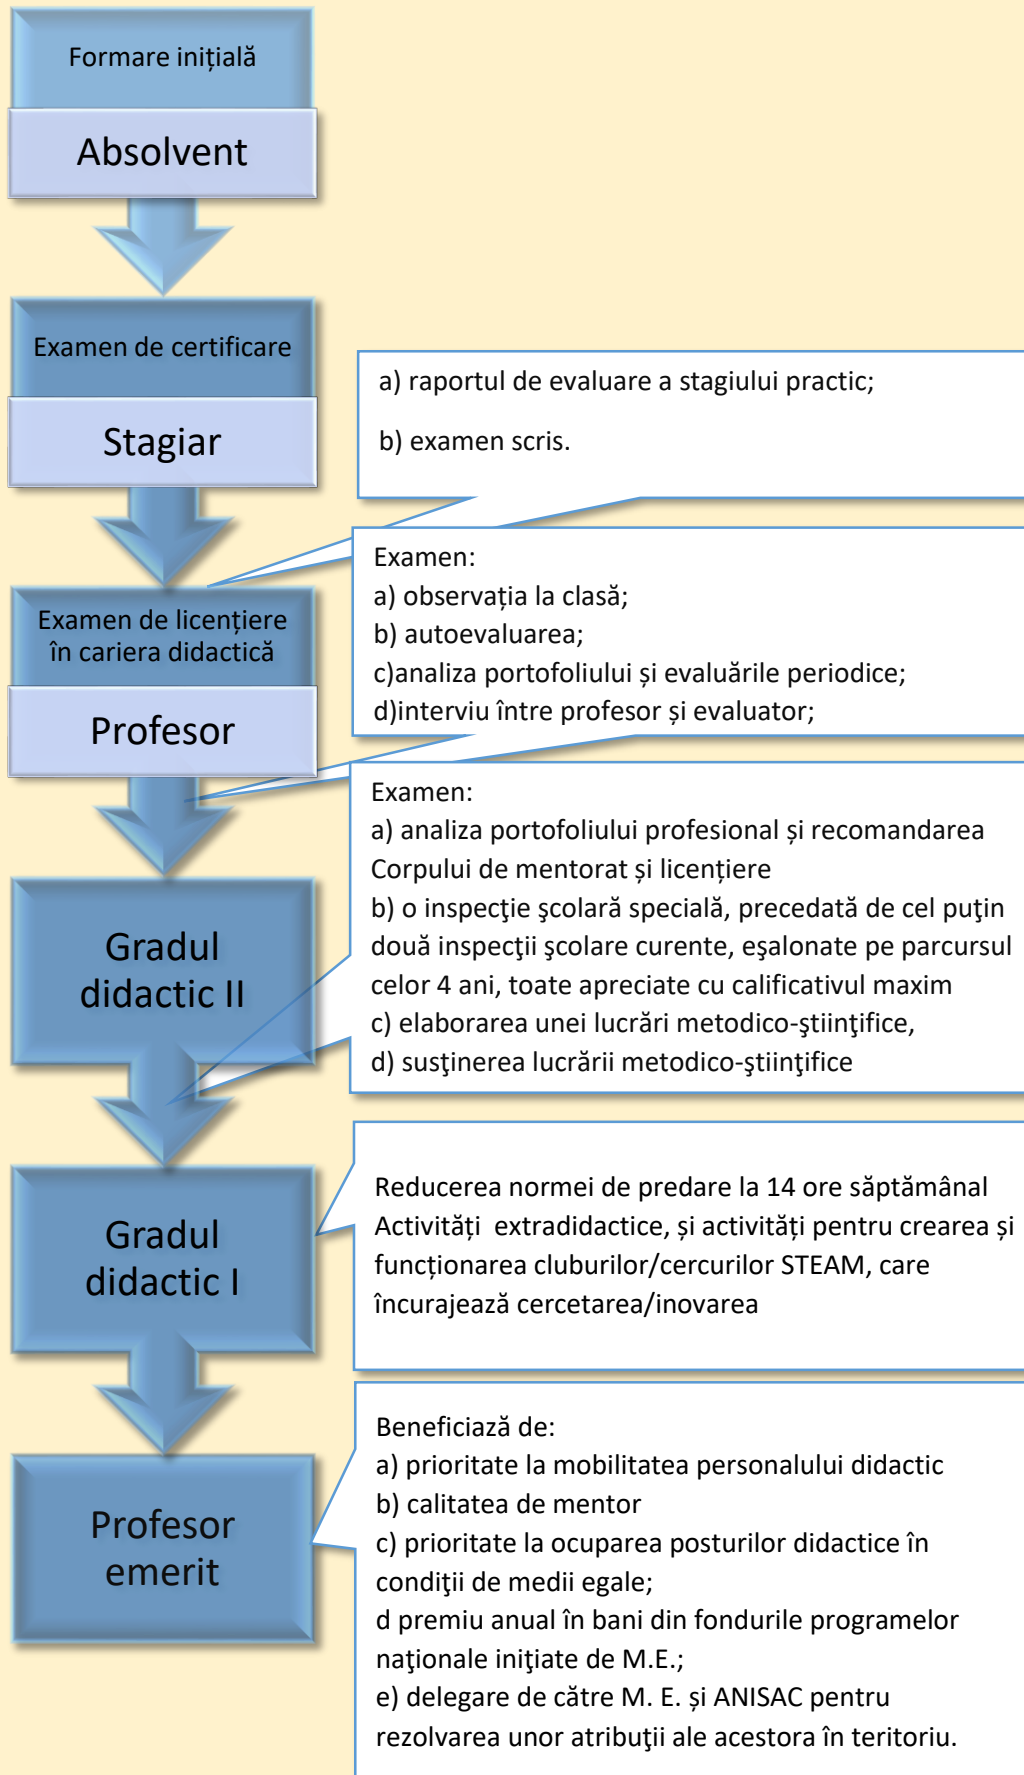 Formare inițială
Absolvent
Examen de certificare
Stagiar
a) raportul de evaluare a stagiului practic;
b) examen scris.
Examen de licențiere
în cariera didactică
Profesor
Examen:
a) observația la clasă;
b) autoevaluarea;
c)analiza portofoliului și evaluările periodice;
d)interviu între profesor și evaluator;
Gradul
didactic II
Examen:
a) analiza portofoliului profesional și recomandarea
Corpului de mentorat și licențiere
b) o inspecţie şcolară specială, precedată de cel puţin
două inspecţii şcolare curente, eşalonate pe parcursul
celor 4 ani, toate apreciate cu calificativul maxim
c) elaborarea unei lucrări metodico-ştiinţifice,
d) susţinerea lucrării metodico-ştiinţifice
Gradul
didactic I
Reducerea normei de predare la 14 ore săptămânal
Activități  extradidactice, și activități pentru crearea și
funcționarea cluburilor/cercurilor STEAM, care
încurajează cercetarea/inovarea
Profesor
emerit
Beneficiază de:
a) prioritate la mobilitatea personalului didactic
b) calitatea de mentor
c) prioritate la ocuparea posturilor didactice în
condiţii de medii egale;
d premiu anual în bani din fondurile programelor
naţionale iniţiate de M.E.;
e) delegare de către M. E. și ANISAC pentru
rezolvarea unor atribuţii ale acestora în teritoriu.